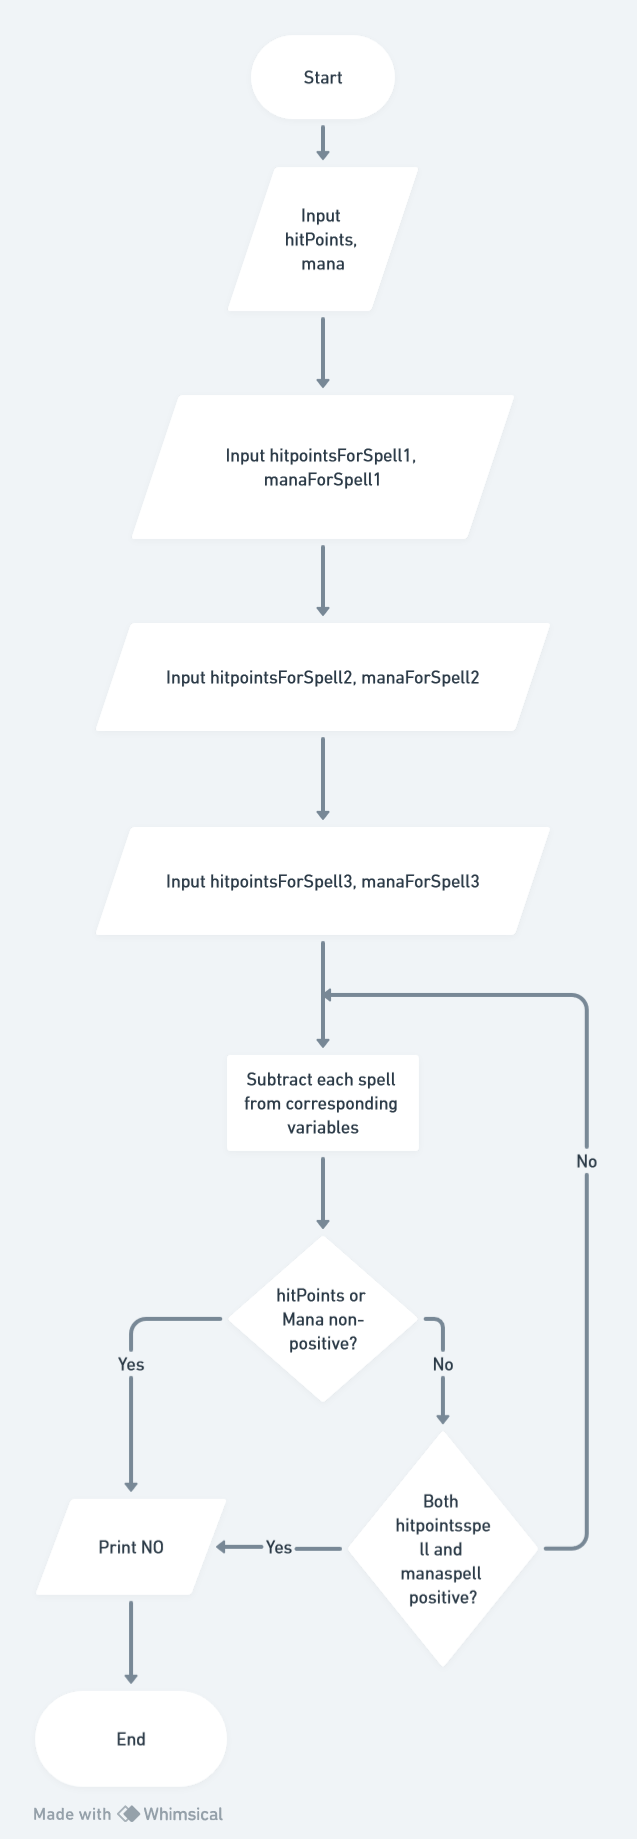 Start
Input
hitPoints,
mana
Input hitpointsForSpell1,
manaForSpell1
Input hitpointsForSpell2, manaForSpell2
Input hitpointsForSpell3, manaForSpell3
Subtract each spell
from corresponding
variables
No
hitPoints or
Mana non-
positive?
Yes
No
Both
hitpointsspe
ll and
manaspell
positive?
Print NO
Yes
End
Made with Whimsical